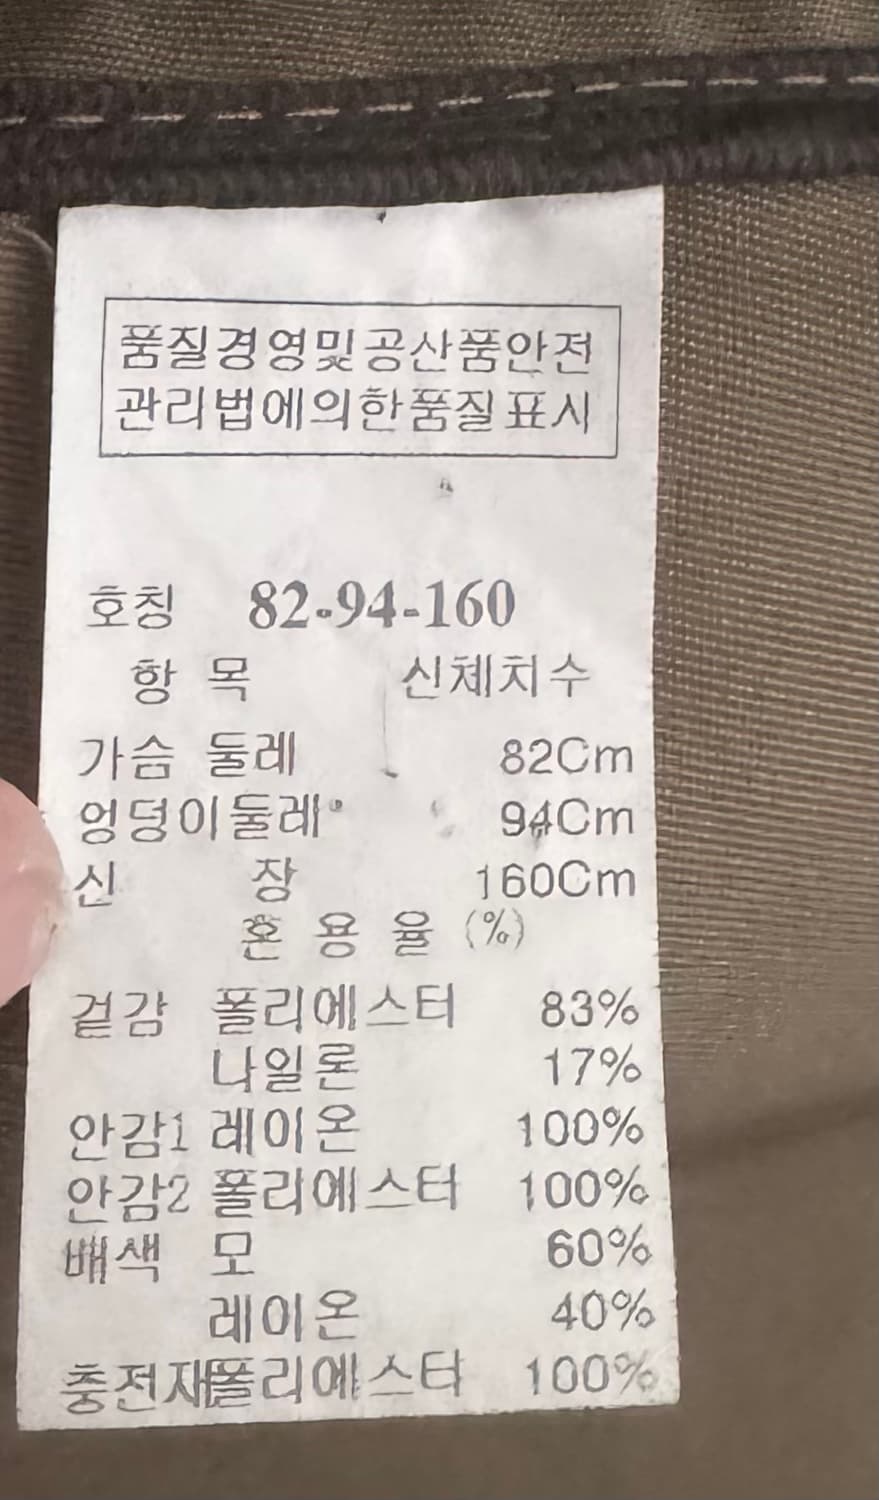 품질경영및공산품안전
관리법에의한품질표시
호칭 82-94-160
항 목 신체치수
가슴 둘레 82Cm
엉덩이둘레 94Cm
신 장 160Cm
혼 용 율 (%)
겉감 폴리에스터 83%
나일론 17%
안감1 레이온 100%
안감2 폴리에스터 100%
배색 모 60%
레이온 40%
충전재폴리에스타 100%